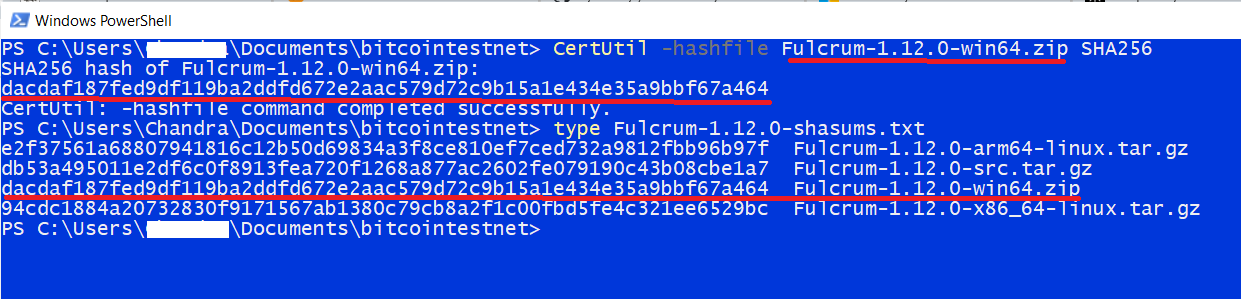 Windows PowerShell
PS C:\Users\ \Documents\bitcointestnet> CertUtil -hashfile Fulcrum-1.12.0-win64.zip SHA256
SHA256 hash of Fulcrum-1.12.0-win64.zip:
dacdaf187fed9df119ba2ddfd672e2aac579d72c9b15a1e434e35a9bbf67a464
CertUtil: -hashfile command completed successfully.
PS C:\Users\Chandra\Documents\bitcointestnet> type Fulcrum-1.12.0-shasums.txt
e2f37561a68807941816c12b50d69834a3f8ce810ef7ced732a9812fbb96b97f  Fulcrum-1.12.0-arm64-linux.tar.gz
db53a495011e2df6c0f8913fea720f1268a877ac2602fe079190c43b08cbe1a7  Fulcrum-1.12.0-src.tar.gz
dacdaf187fed9df119ba2ddfd672e2aac579d72c9b15a1e434e35a9bbf67a464  Fulcrum-1.12.0-win64.zip
94cdc1884a20732830f9171567ab1380c79cb8a2f1c00fbd5fe4c321ee6529bc  Fulcrum-1.12.0-x86_64-linux.tar.gz
PS C:\Users\ \Documents\bitcointestnet>